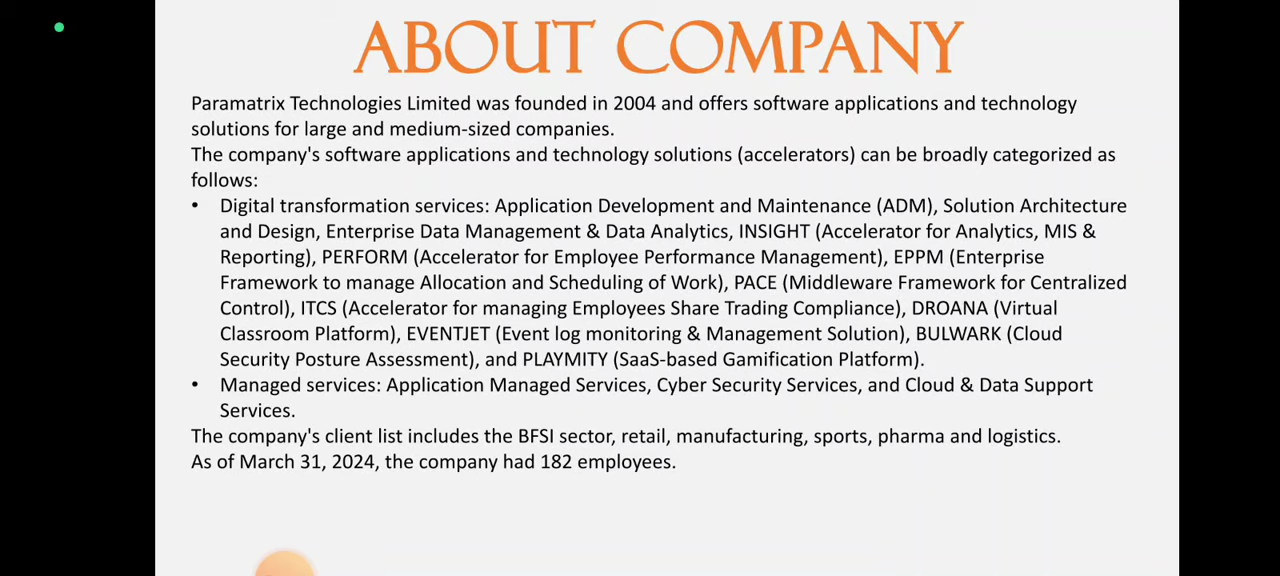 ABOUT COMPANY
Paramatrix Technologies Limited was founded in 2004 and offers software applications and technology
solutions for large and medium-sized companies.
The company's software applications and technology solutions (accelerators) can be broadly categorized as
follows:
• Digital transformation services: Application Development and Maintenance (ADM), Solution Architecture
and Design, Enterprise Data Management & Data Analytics, INSIGHT (Accelerator for Analytics, MIS &
Reporting), PERFORM (Accelerator for Employee Performance Management), EPPM (Enterprise
Framework to manage Allocation and Scheduling of Work), PACE (Middleware Framework for Centralized
Control), ITCS (Accelerator for managing Employees Share Trading Compliance), DROANA (Virtual
Classroom Platform), EVENTJET (Event log monitoring & Management Solution), BULWARK (Cloud
Security Posture Assessment), and PLAYMITY (SaaS-based Gamification Platform).
• Managed services: Application Managed Services, Cyber Security Services, and Cloud & Data Support
Services.
The company's client list includes the BFSI sector, retail, manufacturing, sports, pharma and logistics.
As of March 31, 2024, the company had 182 employees.